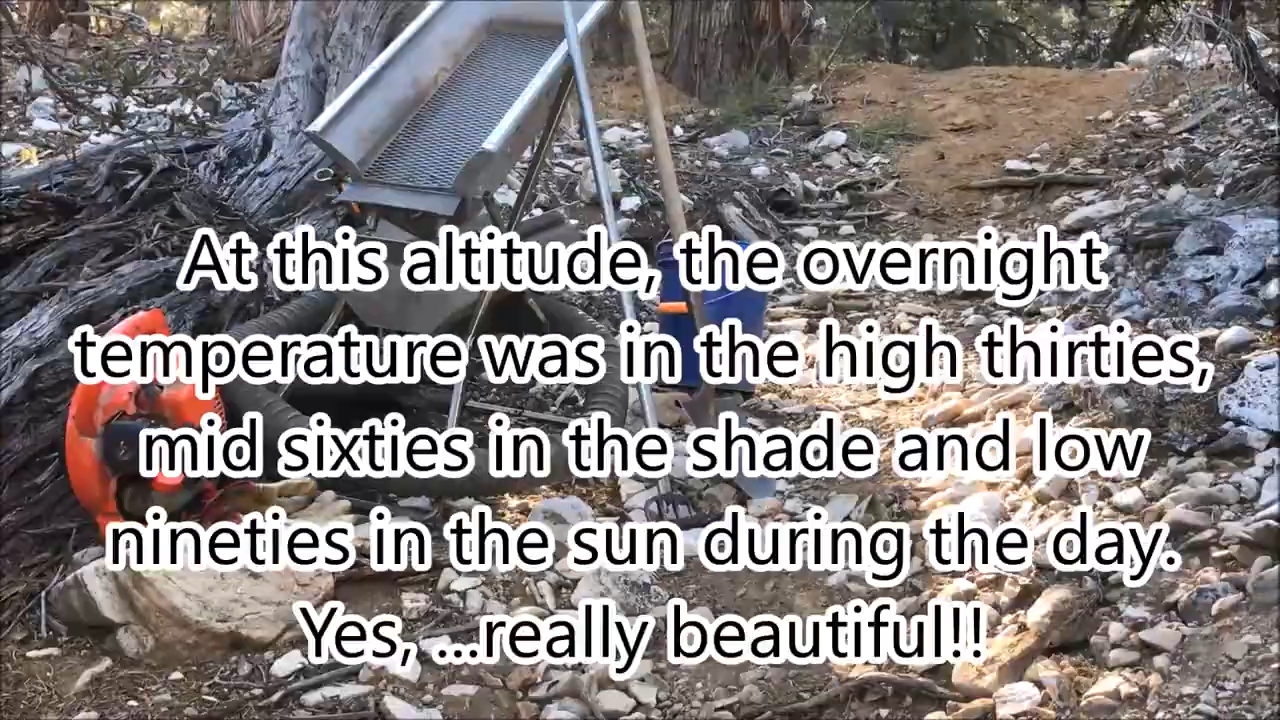 At this altitude, the overnight
temperature was in the high thirties,
mid sixties in the shade and low
nineties in the sun during the day.
Yes, ...really beautiful!!